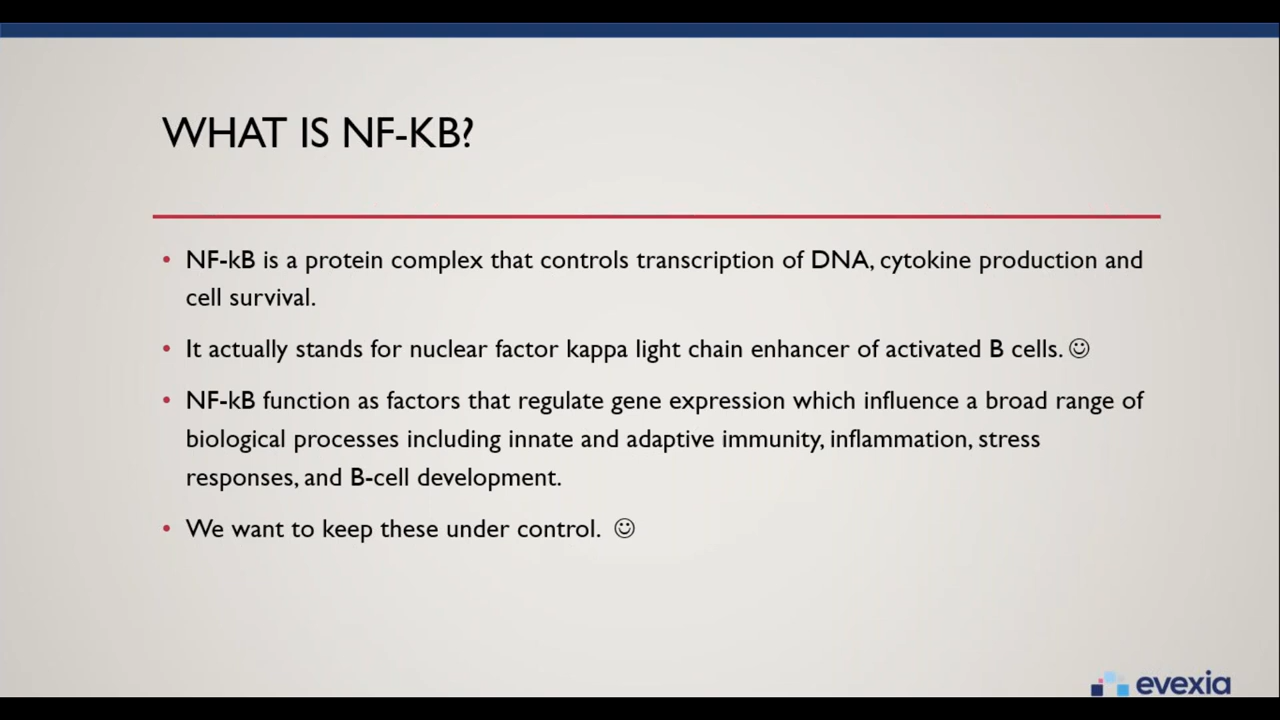 WHAT IS NF-KB?
• NF-kB is a protein complex that controls transcription of DNA, cytokine production and
cell survival.
• It actually stands for nuclear factor kappa light chain enhancer of activated B cells. ☺
• NF-kB function as factors that regulate gene expression which influence a broad range of
biological processes including innate and adaptive immunity, inflammation, stress
responses, and B-cell development.
• We want to keep these under control. ☺
evexia